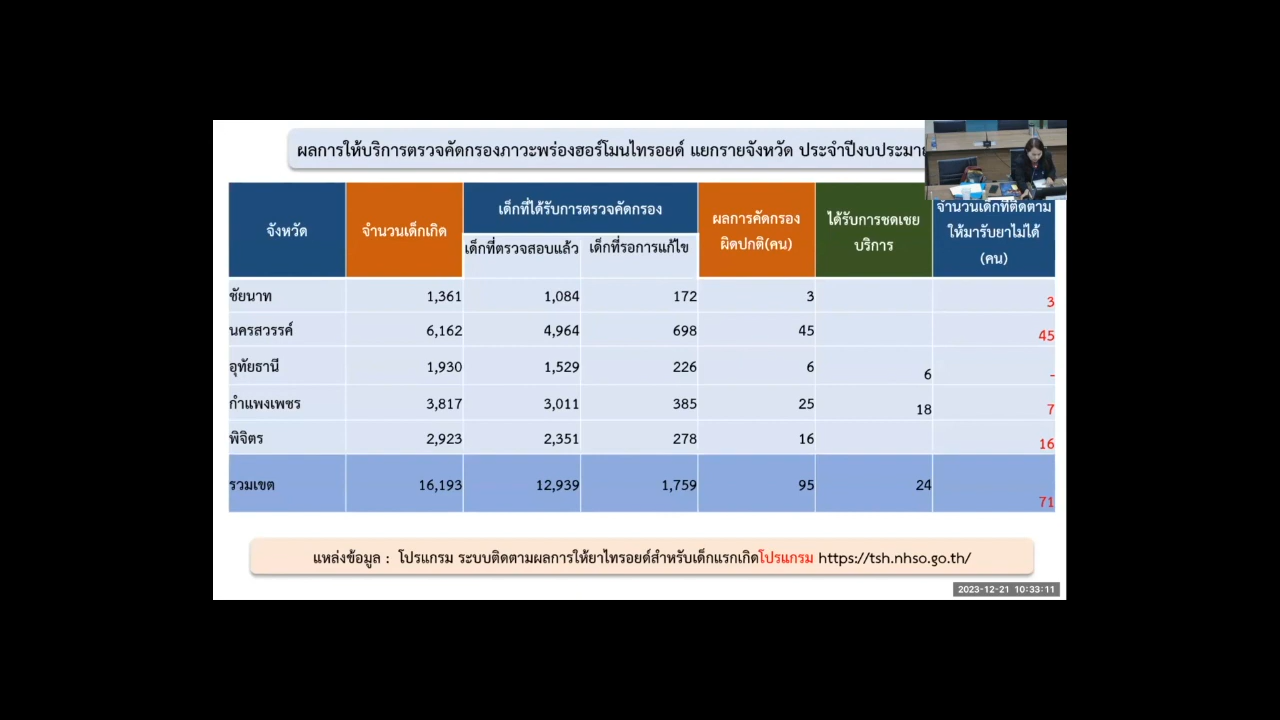 ผลการให้บริการตรวจคัดกรองภาวะพร่องฮอร์โมนไทรอยด์ แยกรายจังหวัด
จังหวัด
จำนวนเด็กเกิด
เด็กที่ได้รับการตรวจคัดกรอง
เด็กที่ตรวจสอบแล้ว
เด็กที่รอการแก้ไข
ผลการคัดกรอง
ผิดปกติ(คน)
ได้รับการชดเชย
บริการ
จำนวนเด็กที่ติดตาม
ให้มารับยาไม่ได้
(คน)
ชัยนาท 1,361 1,084 172 3 3
นครสวรรค์ 6,162 4,964 698 45 45
อุทัยธานี 1,930 1,529 226 6 6 -
กำแพงเพชร 3,817 3,011 385 25 18 7
พิจิตร 2,923 2,351 278 16 16
รวมเขต 16,193 12,939 1,759 95 24 71
แหล่งข้อมูล : โปรแกรม ระบบติดตามผลการให้ยาไทรอยด์สำหรับเด็กแรกเกิดโปรแกรม https://tsh.nhso.go.th/
2023-12-21 10:33:11